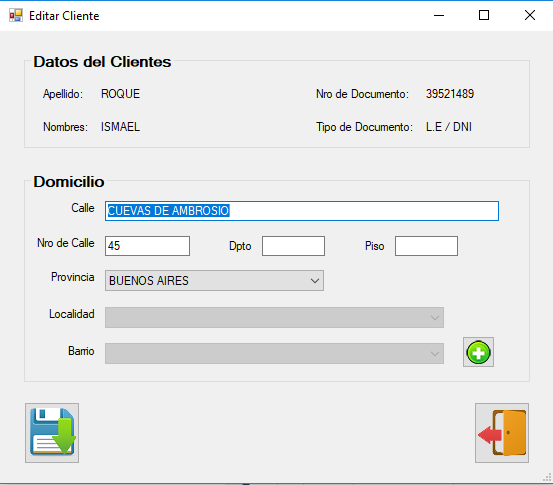 Editar Cliente
Datos del Clientes
Apellido: ROQUE Nro de Documento: 39521489
Nombres: ISMAEL Tipo de Documento: L.E / DNI
Domicilio
Calle CUEVAS DE AMBROSIO
Nro de Calle 45 Dpto Piso
Provincia BUENOS AIRES
Localidad
Barrio